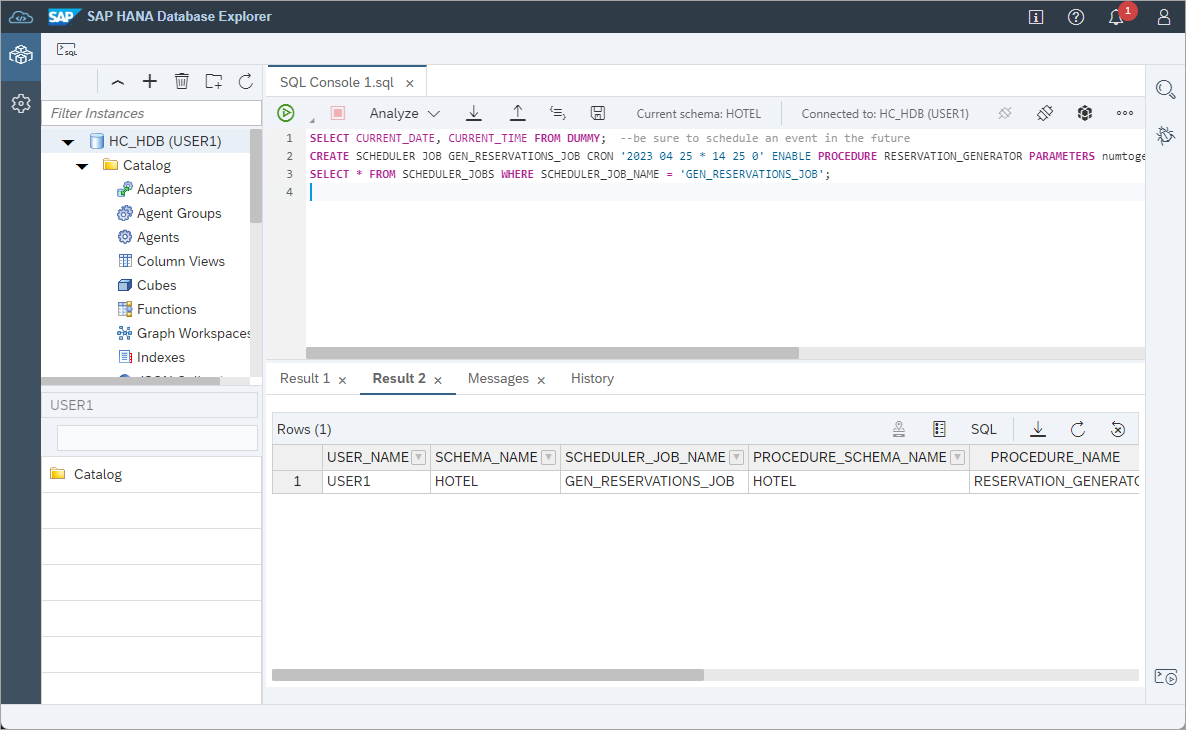 SAP SAP HANA Database Explorer
1
SQL
Filter Instances
HC_HDB (USER1)
Catalog
Adapters
Agent Groups
Agents
Column Views
Cubes
Functions
Graph Workspaces
Indexes
USER1
Catalog
SQL Console 1.sql
Analyze
Current schema: HOTEL
Connected to: HC_HDB (USER1)
1 SELECT CURRENT_DATE, CURRENT_TIME FROM DUMMY; --be sure to schedule an event in the future
2 CREATE SCHEDULER JOB GEN_RESERVATIONS_JOB CRON '2023 04 25 * 14 25 0' ENABLE PROCEDURE RESERVATION_GENERATOR PARAMETERS numtoge
3 SELECT * FROM SCHEDULER_JOBS WHERE SCHEDULER_JOB_NAME = 'GEN_RESERVATIONS_JOB';
4
Result 1 Result 2 Messages History
Rows (1) SQL
USER_NAME SCHEMA_NAME SCHEDULER_JOB_NAME PROCEDURE_SCHEMA_NAME PROCEDURE_NAME
1 USER1 HOTEL GEN_RESERVATIONS_JOB HOTEL RESERVATION_GENERATO